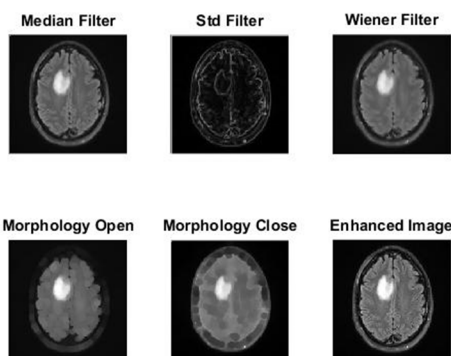 Median Filter
Std Filter
Wiener Filter
Morphology Open
Morphology Close
Enhanced Image